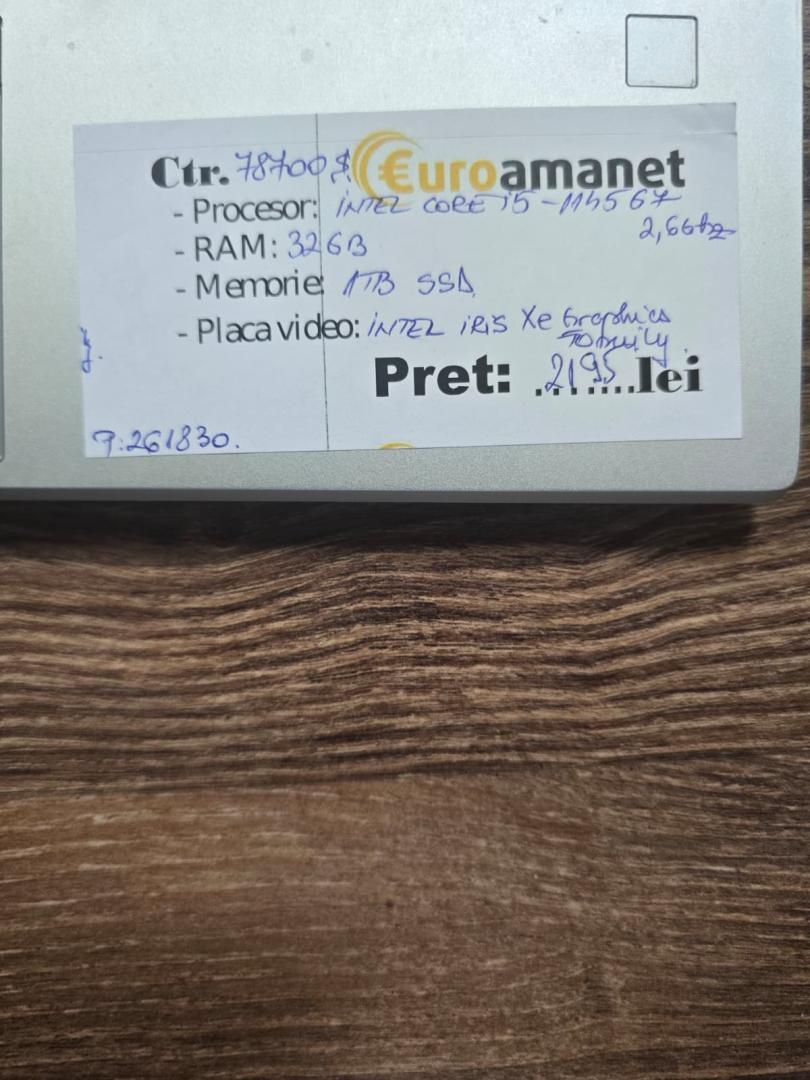 Ctr. 78700 €uroamanet
- Procesor: INTEL CORE i5-1145G7
2,6GHz
- RAM: 32GB
- Memorie: 1TB SSD
- Placa video: INTEL iRiS Xe Graphics
Family
Pret: 2195 lei
P:261830.